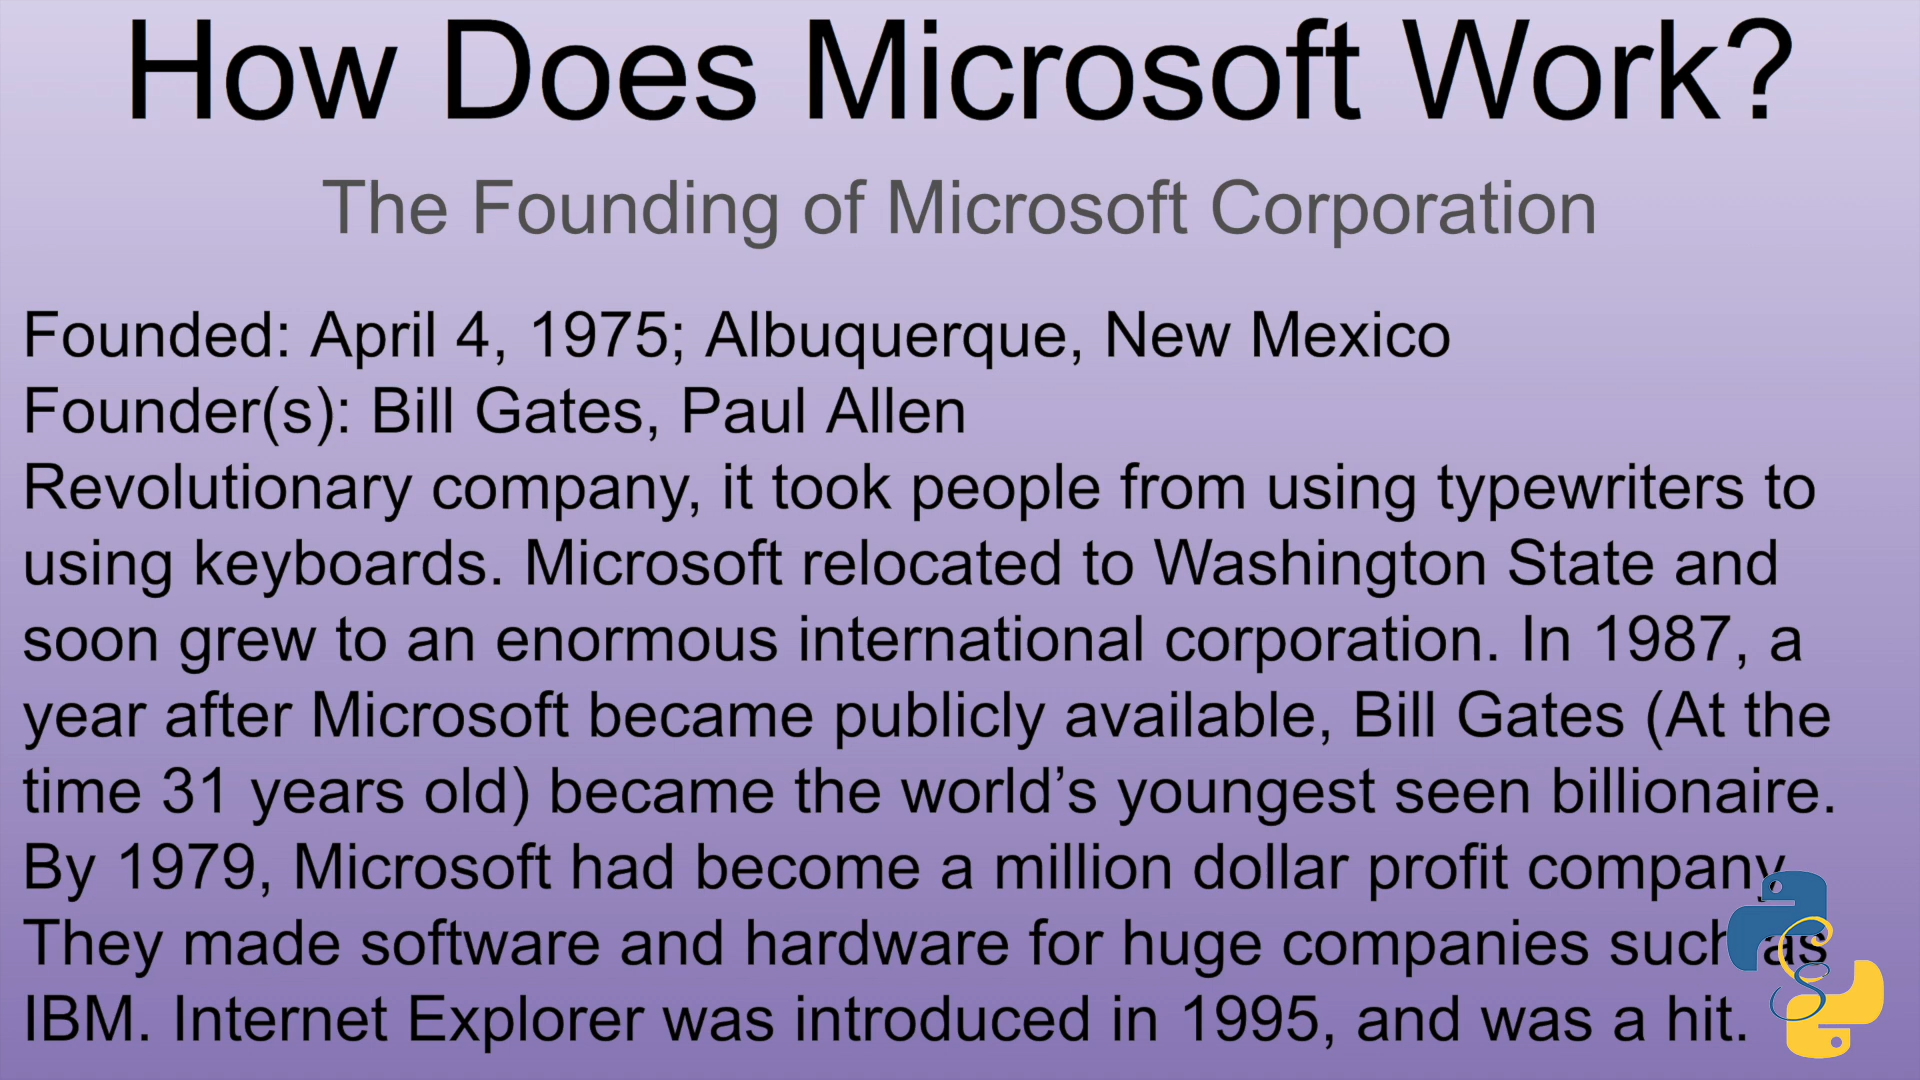 How Does Microsoft Work?
The Founding of Microsoft Corporation
Founded: April 4, 1975; Albuquerque, New Mexico
Founder(s): Bill Gates, Paul Allen
Revolutionary company, it took people from using typewriters to
using keyboards. Microsoft relocated to Washington State and
soon grew to an enormous international corporation. In 1987, a
year after Microsoft became publicly available, Bill Gates (At the
time 31 years old) became the world’s youngest seen billionaire.
By 1979, Microsoft had become a million dollar profit company
They made software and hardware for huge companies such as
IBM. Internet Explorer was introduced in 1995, and was a hit.